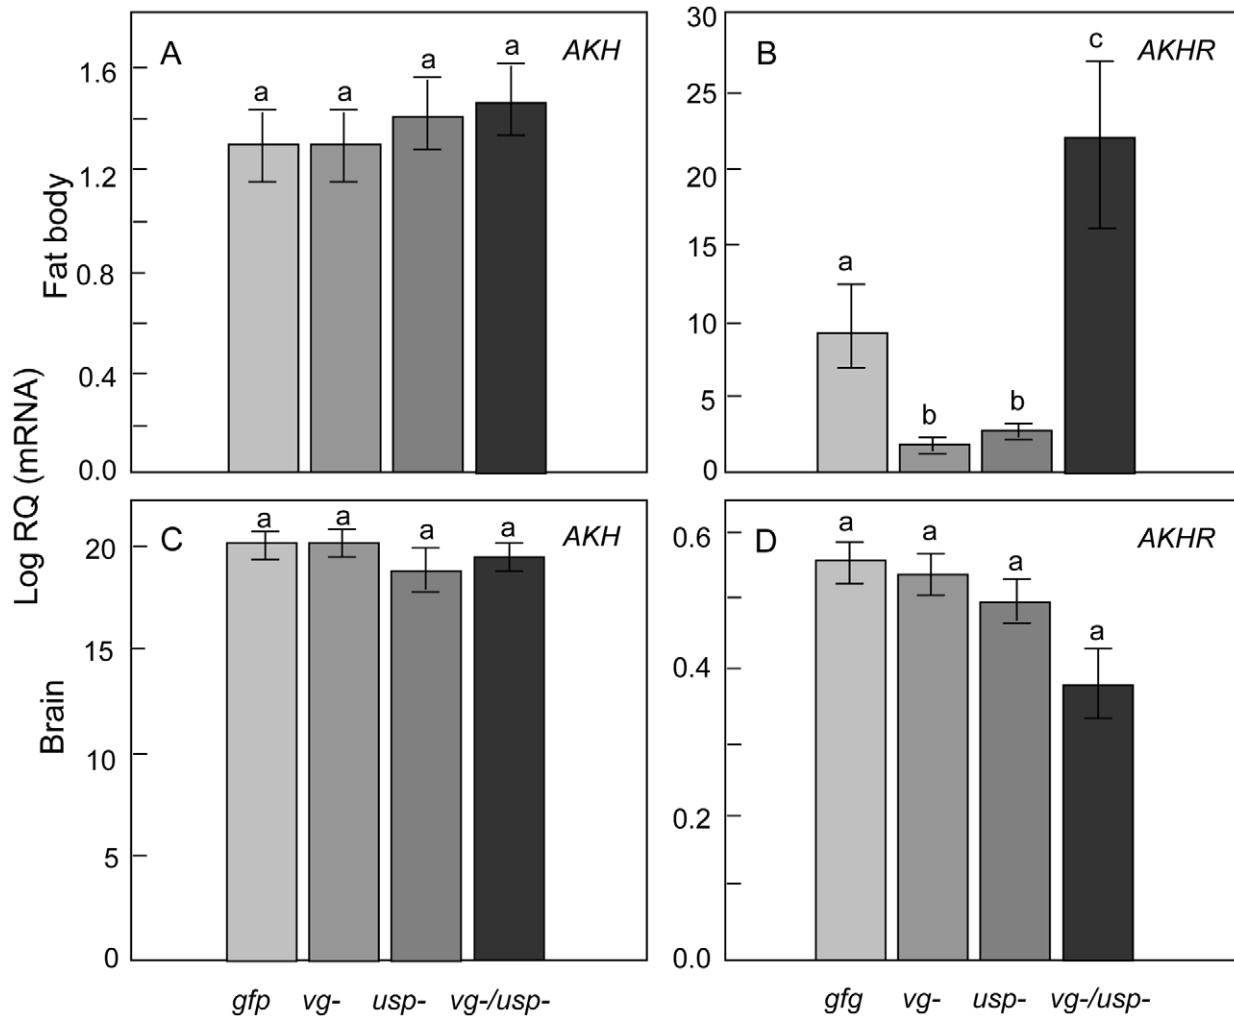 A
AKH
a
a
a
a
1.6
1.2
0.8
0.4
0.0
Fat body
B
AKHR
a
b
b
c
30
25
20
15
10
5
0
Log RQ (mRNA)
C
AKH
a
a
a
a
20
15
10
5
0
Brain
gfp vg- usp- vg-/usp-
D
AKHR
a
a
a
a
0.6
0.4
0.2
0.0
gfg vg- usp- vg-/usp-